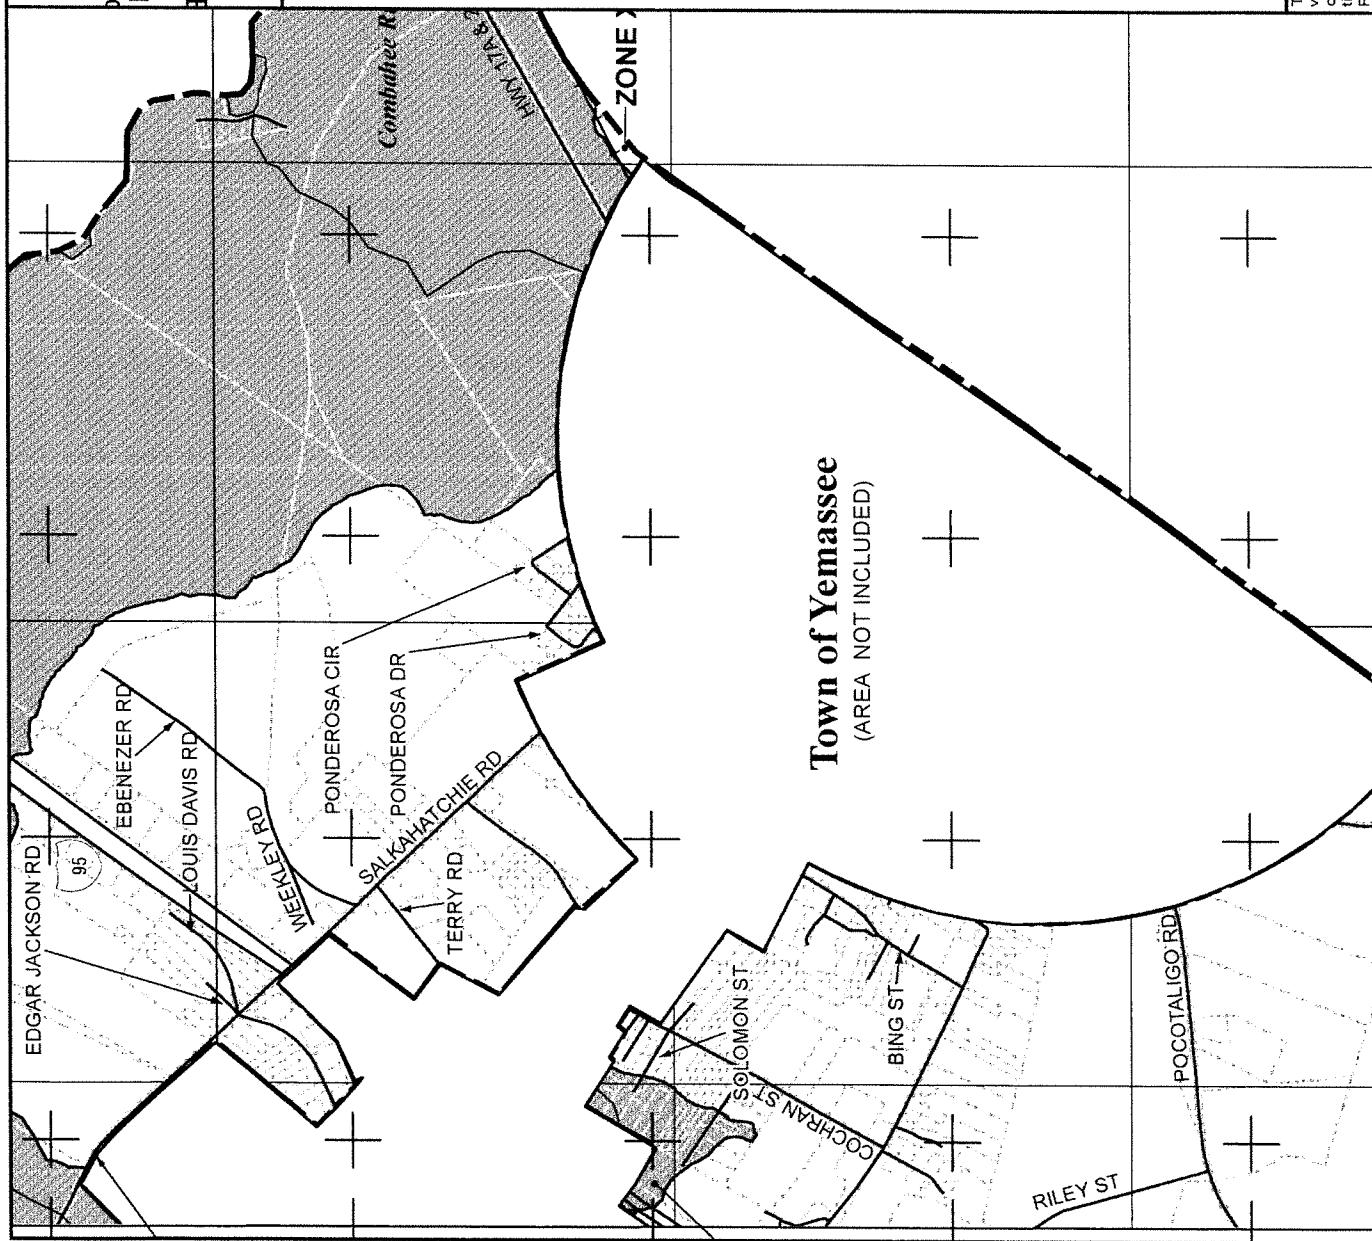 Combahee R
HWY 17A & 2
ZONE X
EBENEZER RD
LOUIS DAVIS RD
EDGAR JACKSON RD
95
WEEKLEY RD
PONDEROSA CIR
PONDEROSA DR
SALKAHATCHIE RD
TERRY RD
Town of Yemassee
(AREA NOT INCLUDED)
SOLOMON ST
COCHRAN ST
BING ST
POCOTALIGO RD
RILEY ST